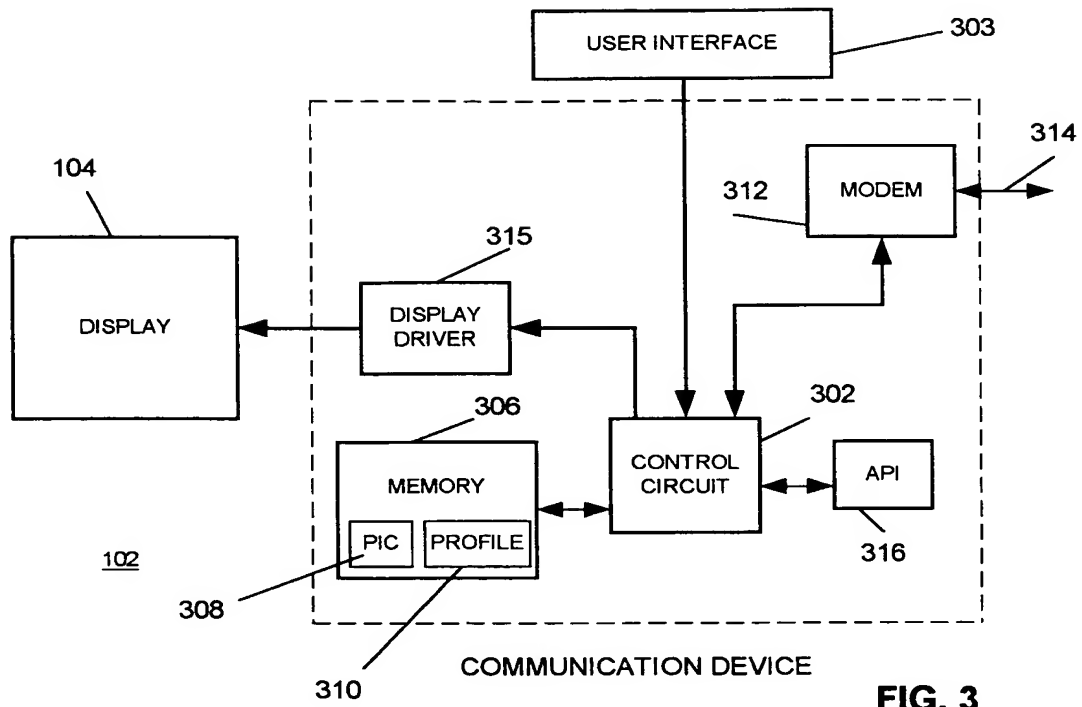 USER INTERFACE
303
104
314
MODEM
312
315
DISPLAY
DISPLAY
DRIVER
306
302
MEMORY
CONTROL
CIRCUIT
API
PIC
PROFILE
316
102
308
310
COMMUNICATION DEVICE
FIG. 3